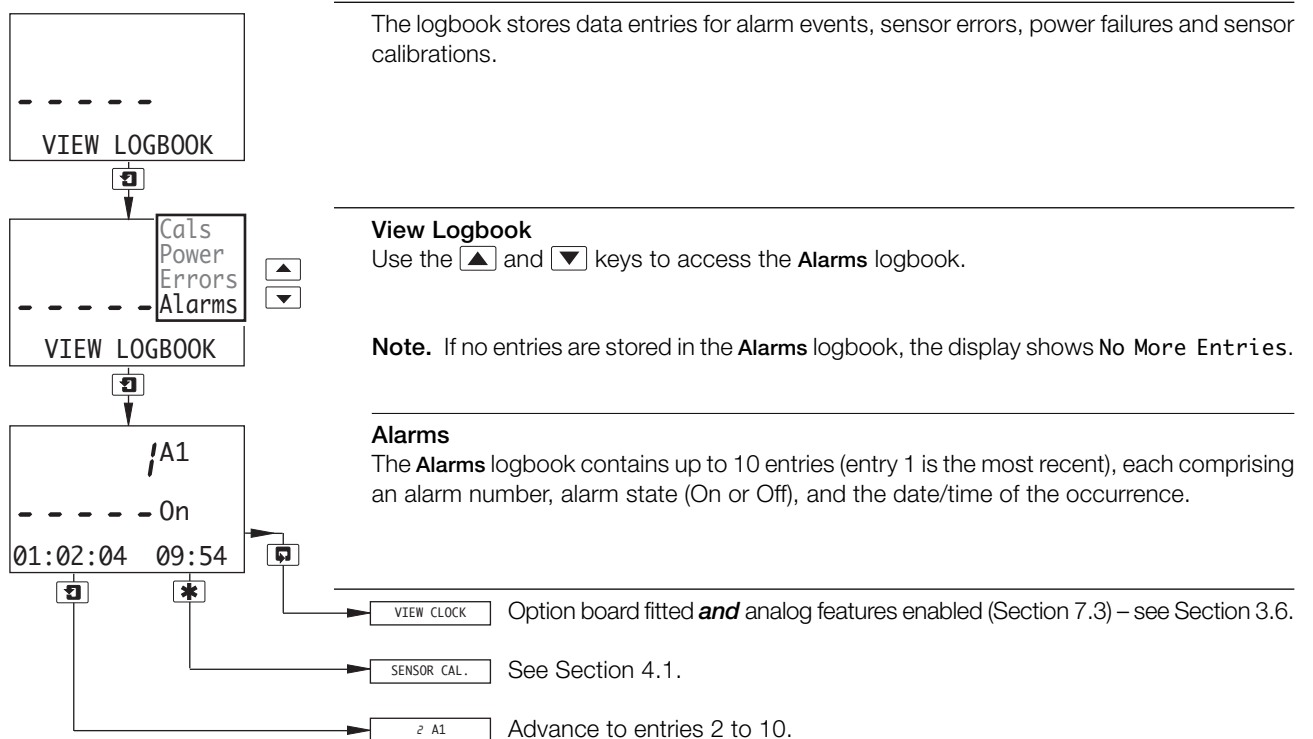 The logbook stores data entries for alarm events, sensor errors, power failures and sensor
calibrations.
- - - - -
VIEW LOGBOOK
Cals
Power
Errors
- - - - - Alarms
VIEW LOGBOOK
View Logbook
Use the ▲ and ▼ keys to access the Alarms logbook.
Note. If no entries are stored in the Alarms logbook, the display shows No More Entries.
1 A1
- - - - - On
01:02:04 09:54
Alarms
The Alarms logbook contains up to 10 entries (entry 1 is the most recent), each comprising
an alarm number, alarm state (On or Off), and the date/time of the occurrence.
VIEW CLOCK Option board fitted and analog features enabled (Section 7.3) – see Section 3.6.
SENSOR CAL. See Section 4.1.
2 A1 Advance to entries 2 to 10.